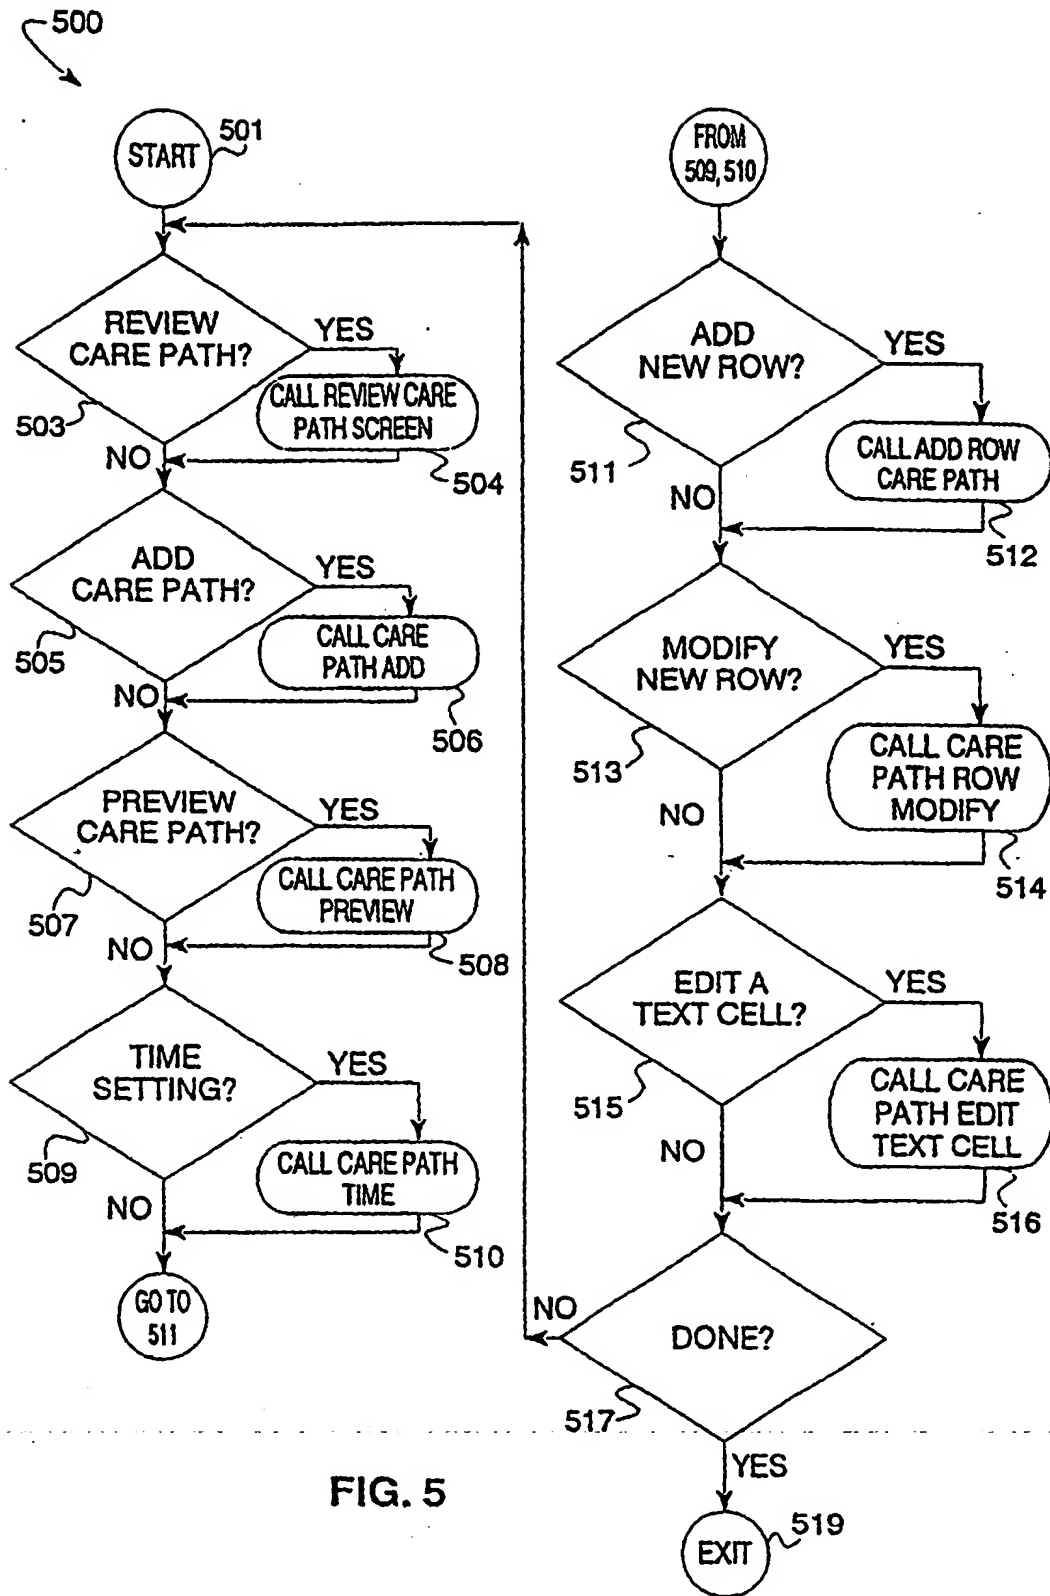 500
START
501
REVIEW
CARE PATH?
YES
503
CALL REVIEW CARE
PATH SCREEN
NO
504
ADD
CARE PATH?
YES
505
CALL CARE
PATH ADD
NO
506
PREVIEW
CARE PATH?
YES
507
CALL CARE PATH
PREVIEW
NO
508
TIME
SETTING?
YES
509
CALL CARE PATH
TIME
NO
510
GO TO
511
FROM
509, 510
ADD
NEW ROW?
YES
511
CALL ADD ROW
CARE PATH
NO
512
MODIFY
NEW ROW?
YES
513
CALL CARE
PATH ROW
MODIFY
NO
514
EDIT A
TEXT CELL?
YES
515
CALL CARE
PATH EDIT
TEXT CELL
NO
516
NO
DONE?
517
YES
EXIT
519
FIG. 5